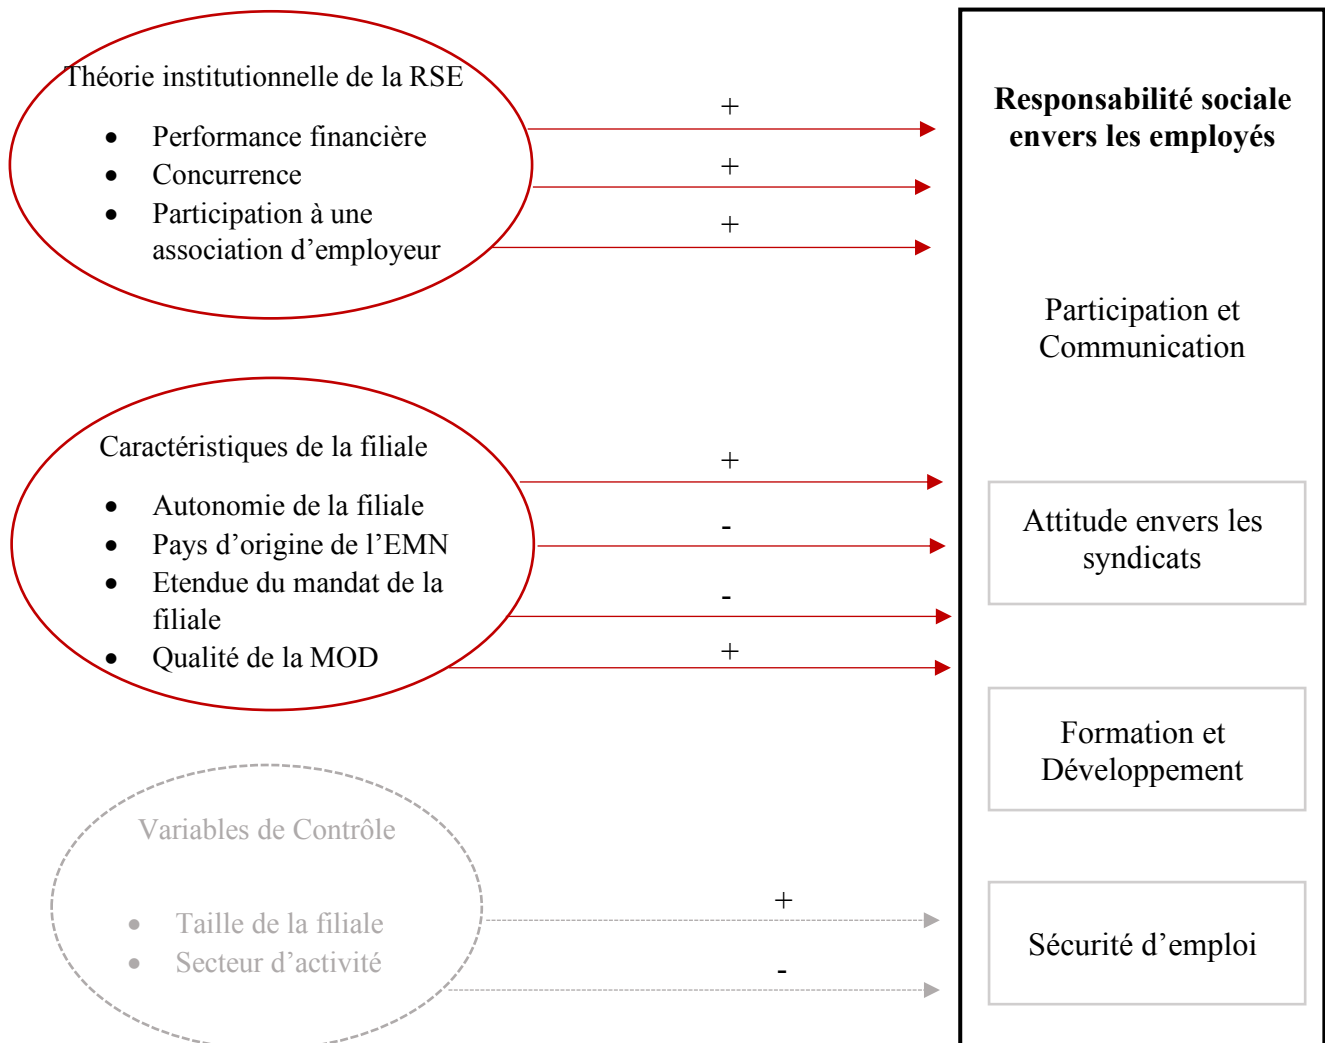 Théorie institutionnelle de la RSE
• Performance financière
• Concurrence
• Participation à une
association d’employeur
+
+
+
Caractéristiques de la filiale
• Autonomie de la filiale
• Pays d’origine de l’EMN
• Etendue du mandat de la
filiale
• Qualité de la MOD
+
-
-
+
Variables de Contrôle
• Taille de la filiale
• Secteur d’activité
+
-
Responsabilité sociale
envers les employés
Participation et
Communication
Attitude envers les
syndicats
Formation et
Développement
Sécurité d’emploi